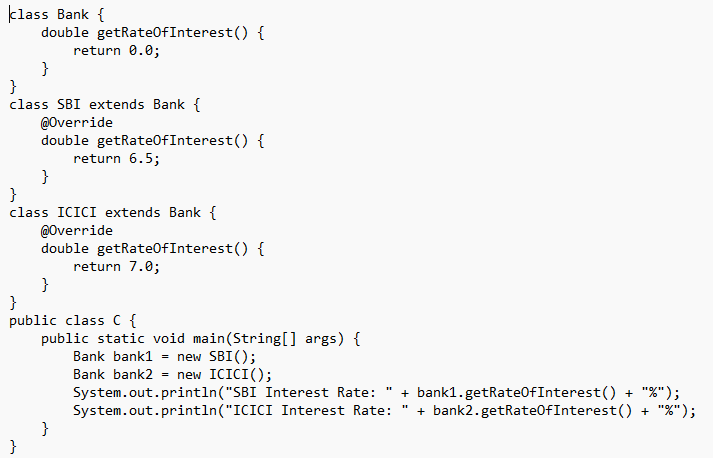 class Bank {
    double getRateOfInterest() {
        return 0.0;
    }
}
class SBI extends Bank {
    @Override
    double getRateOfInterest() {
        return 6.5;
    }
}
class ICICI extends Bank {
    @Override
    double getRateOfInterest() {
        return 7.0;
    }
}
public class C {
    public static void main(String[] args) {
        Bank bank1 = new SBI();
        Bank bank2 = new ICICI();
        System.out.println("SBI Interest Rate: " + bank1.getRateOfInterest() + "%");
        System.out.println("ICICI Interest Rate: " + bank2.getRateOfInterest() + "%");
    }
}